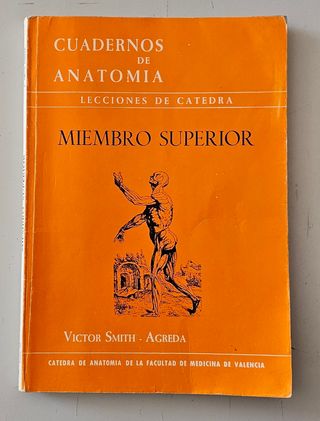 CUADERNOS
DE
ANATOMIA
LECCIONES DE CATEDRA
MIEMBRO SUPERIOR
VICTOR SMITH - AGREDA
CATEDRA DE ANATOMIA DE LA FACULTAD DE MEDICINA DE VALENCIA